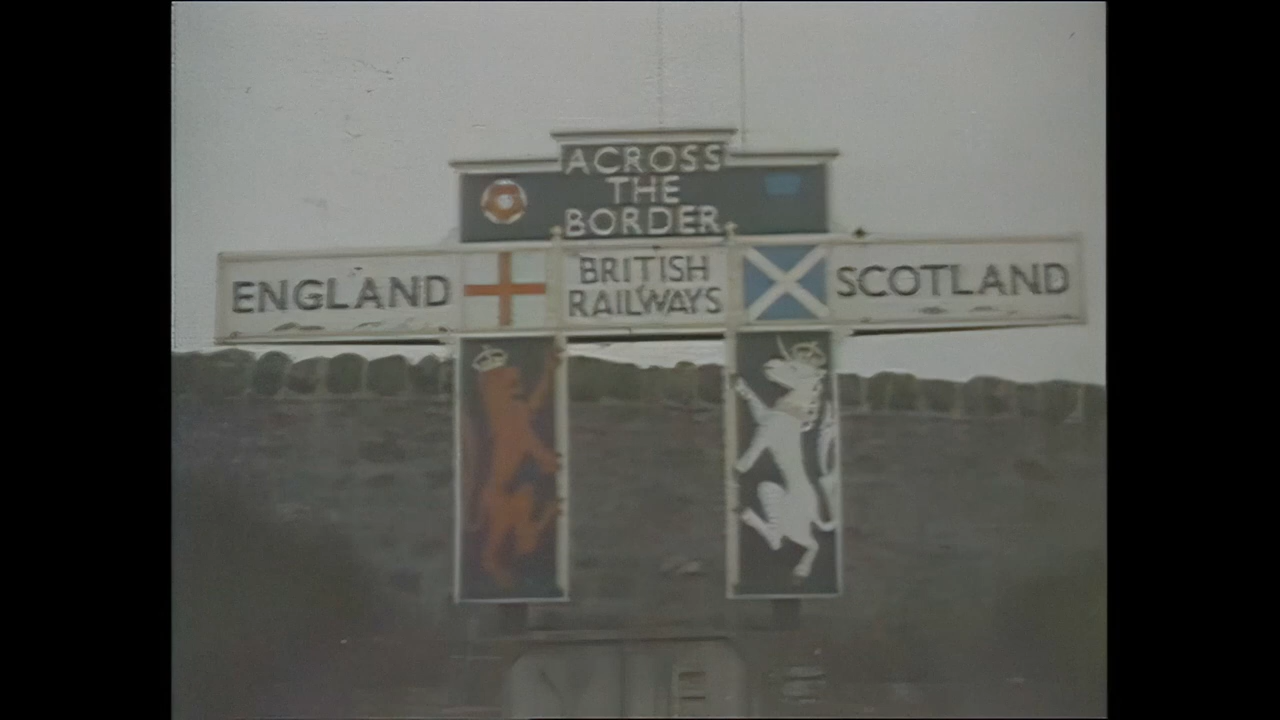 ACROSS
THE
BORDER
ENGLAND
BRITISH
RAILWAYS
SCOTLAND